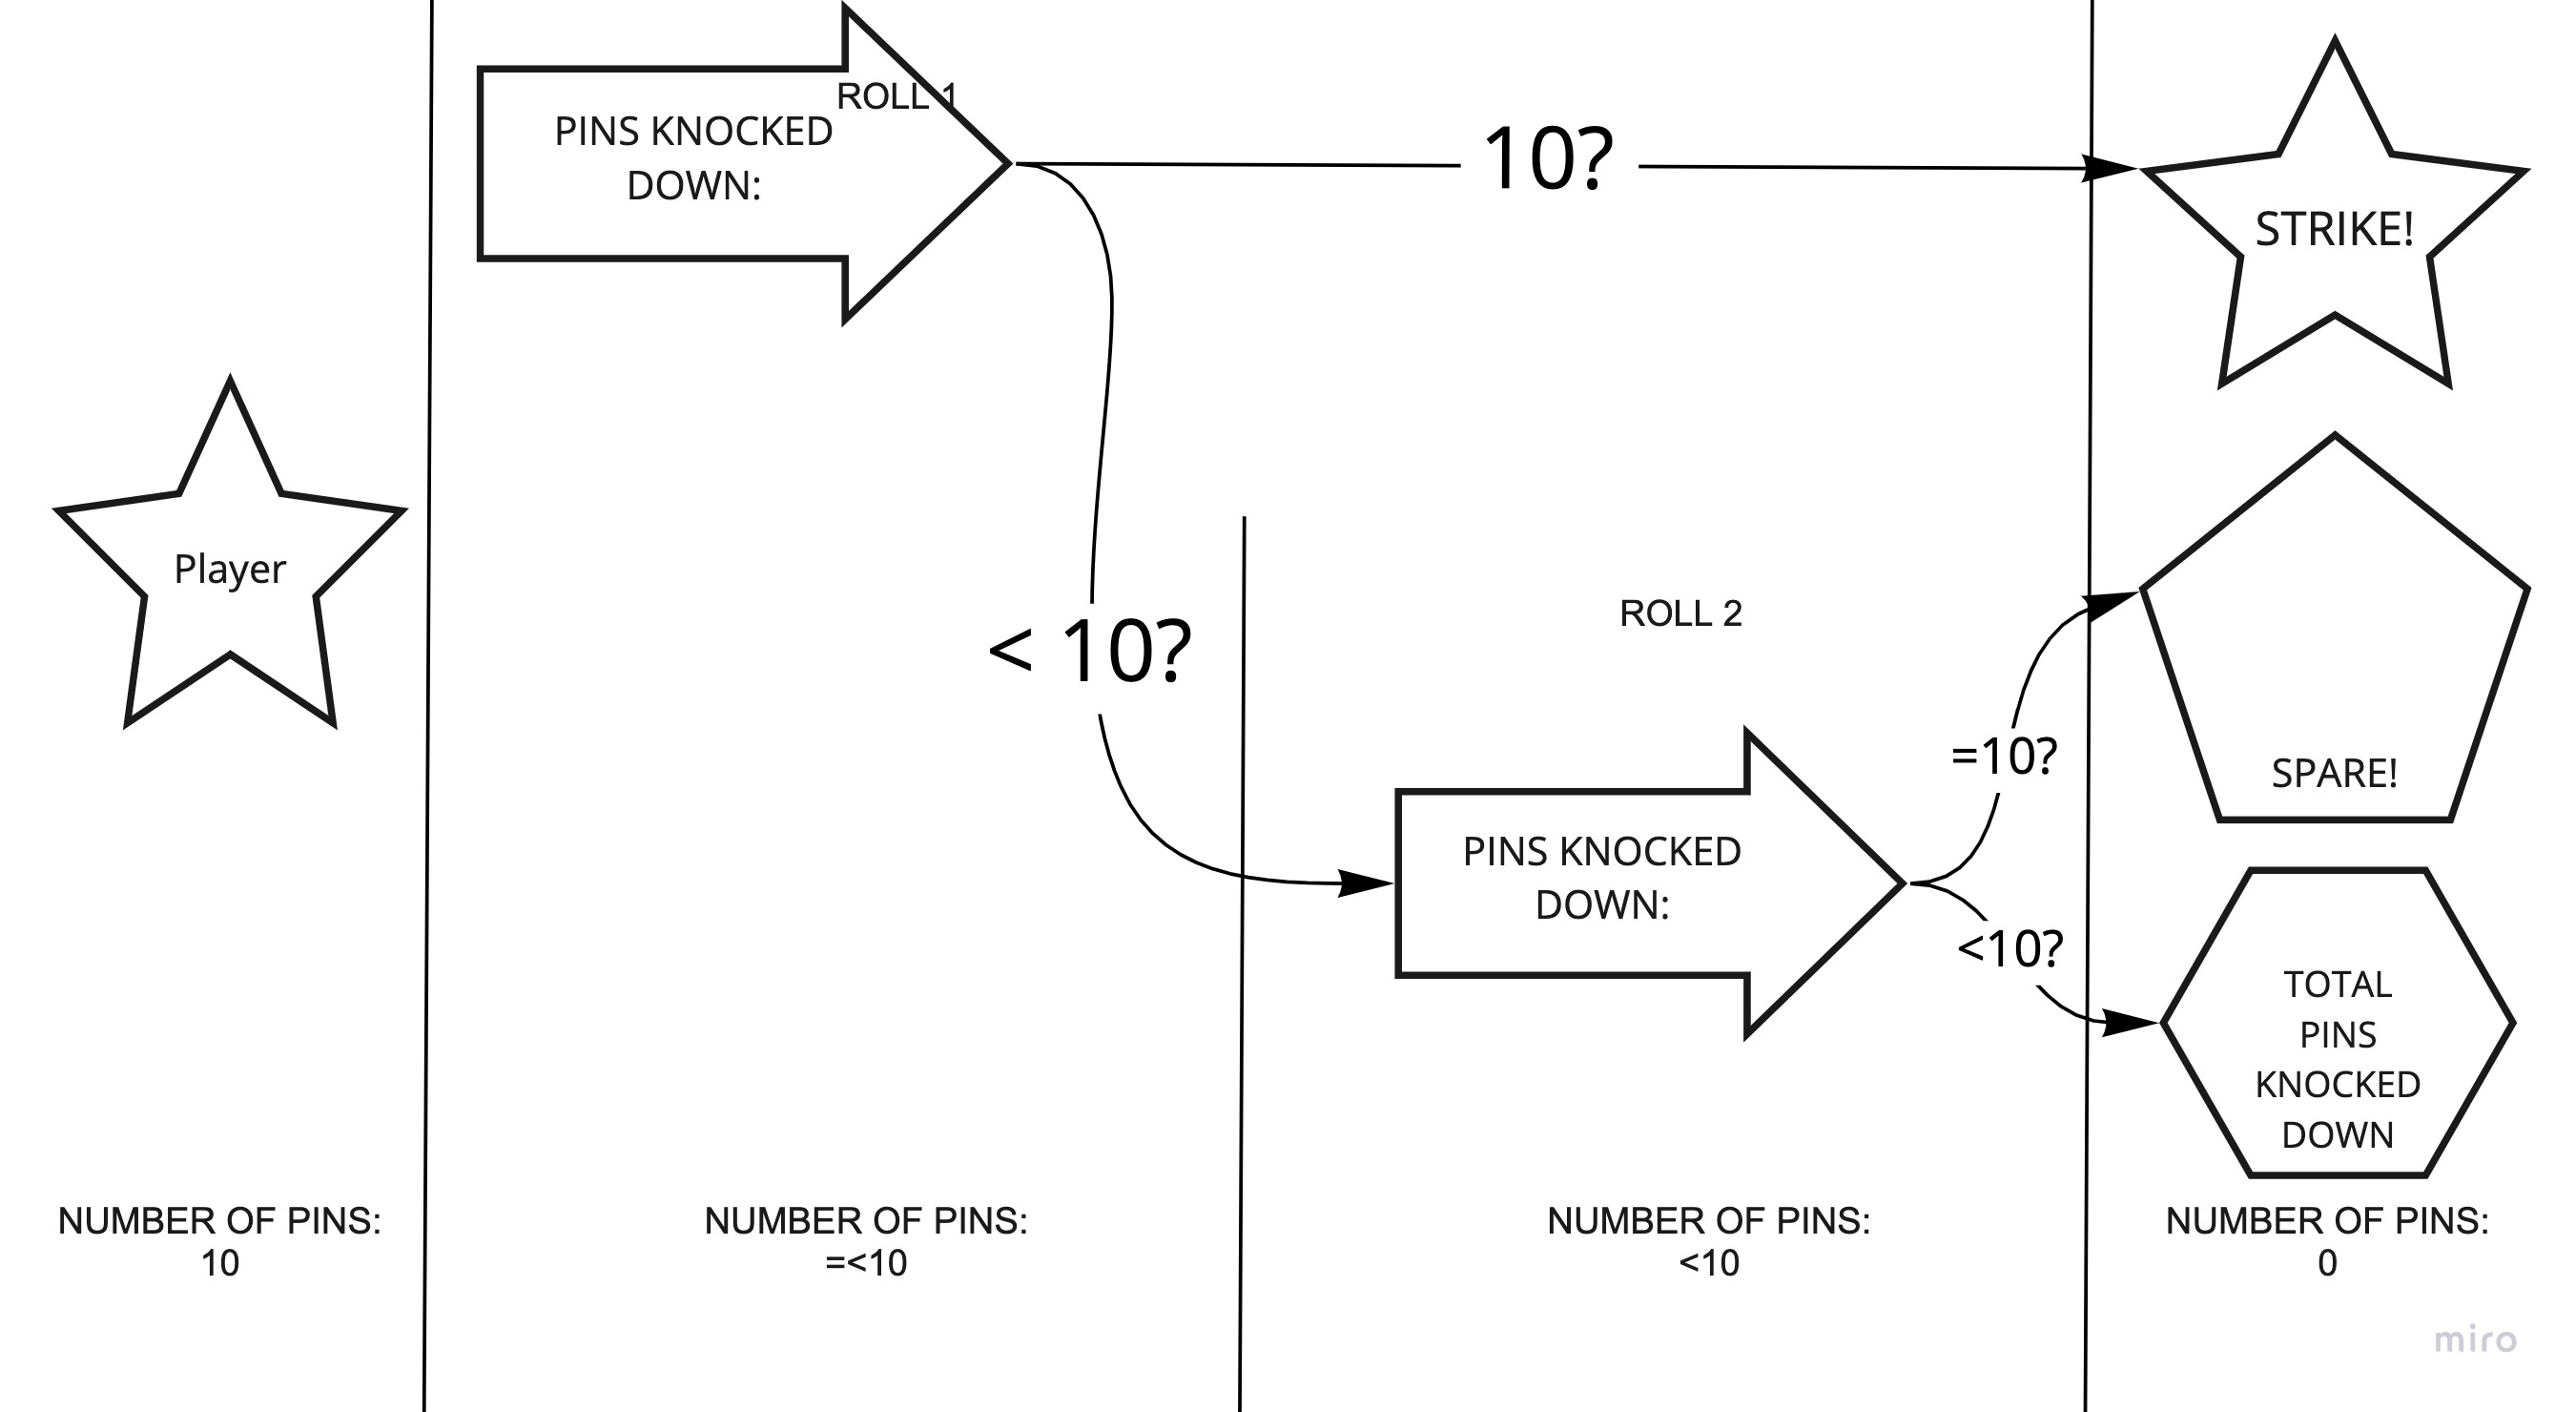 ROLL 1
PINS KNOCKED
DOWN:
10?
STRIKE!
Player
< 10?
ROLL 2
=10?
SPARE!
PINS KNOCKED
DOWN:
<10?
TOTAL
PINS
KNOCKED
DOWN
NUMBER OF PINS:
10
NUMBER OF PINS:
=<10
NUMBER OF PINS:
<10
NUMBER OF PINS:
0
miro